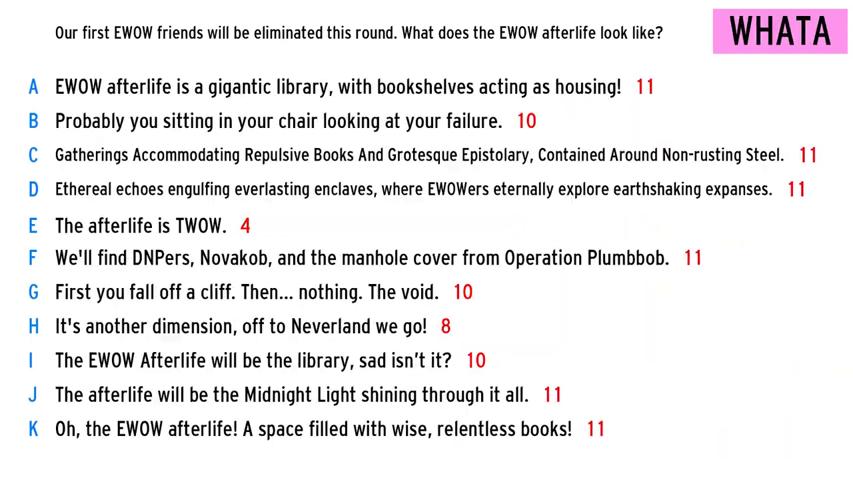 Our first EWOW friends will be eliminated this round. What does the EWOW afterlife look like?
WHATA
A EWOW afterlife is a gigantic library, with bookshelves acting as housing! 11
B Probably you sitting in your chair looking at your failure. 10
C Gatherings Accommodating Repulsive Books And Grotesque Epistolary, Contained Around Non-rusting Steel. 11
D Ethereal echoes engulfing everlasting enclaves, where EWOWers eternally explore earthshaking expanses. 11
E The afterlife is TWOW. 4
F We'll find DNPers, Novakob, and the manhole cover from Operation Plumbbob. 11
G First you fall off a cliff. Then... nothing. The void. 10
H It's another dimension, off to Neverland we go! 8
I The EWOW Afterlife will be the library, sad isn’t it? 10
J The afterlife will be the Midnight Light shining through it all. 11
K Oh, the EWOW afterlife! A space filled with wise, relentless books! 11